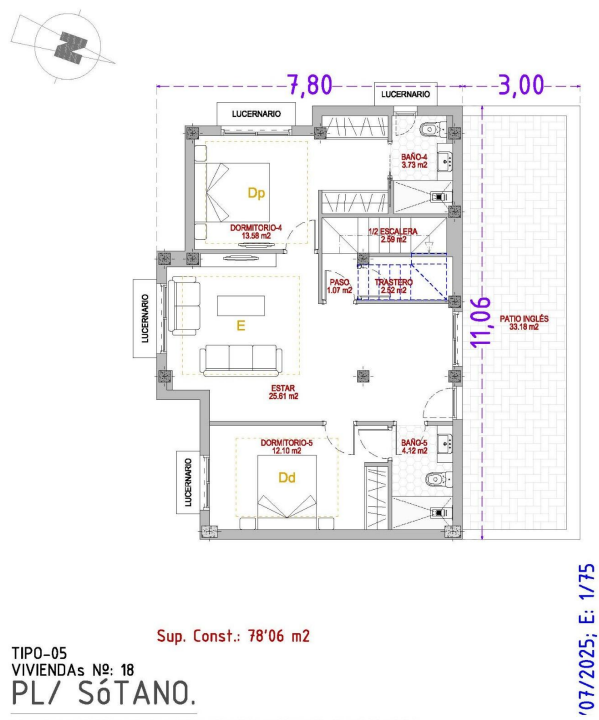 7,80
3,00
LUCERNARIO
LUCERNARIO
BAÑO-4
3.73 m2
Dp
DORMITORIO-4
13.58 m2
1/2 ESCALERA
2.59 m2
PASO
1.07 m2
TRASTERO
2.52 m2
LUCERNARIO
E
11,06
PATIO INGLÉS
33.18 m2
ESTAR
25.61 m2
DORMITORIO-5
12.10 m2
BAÑO-5
4.12 m2
LUCERNARIO
Dd
Sup. Const.: 78'06 m2
/07/2025; E: 1/75
TIPO-05
VIVIENDAs Nº: 18
PL/ SóTANO.